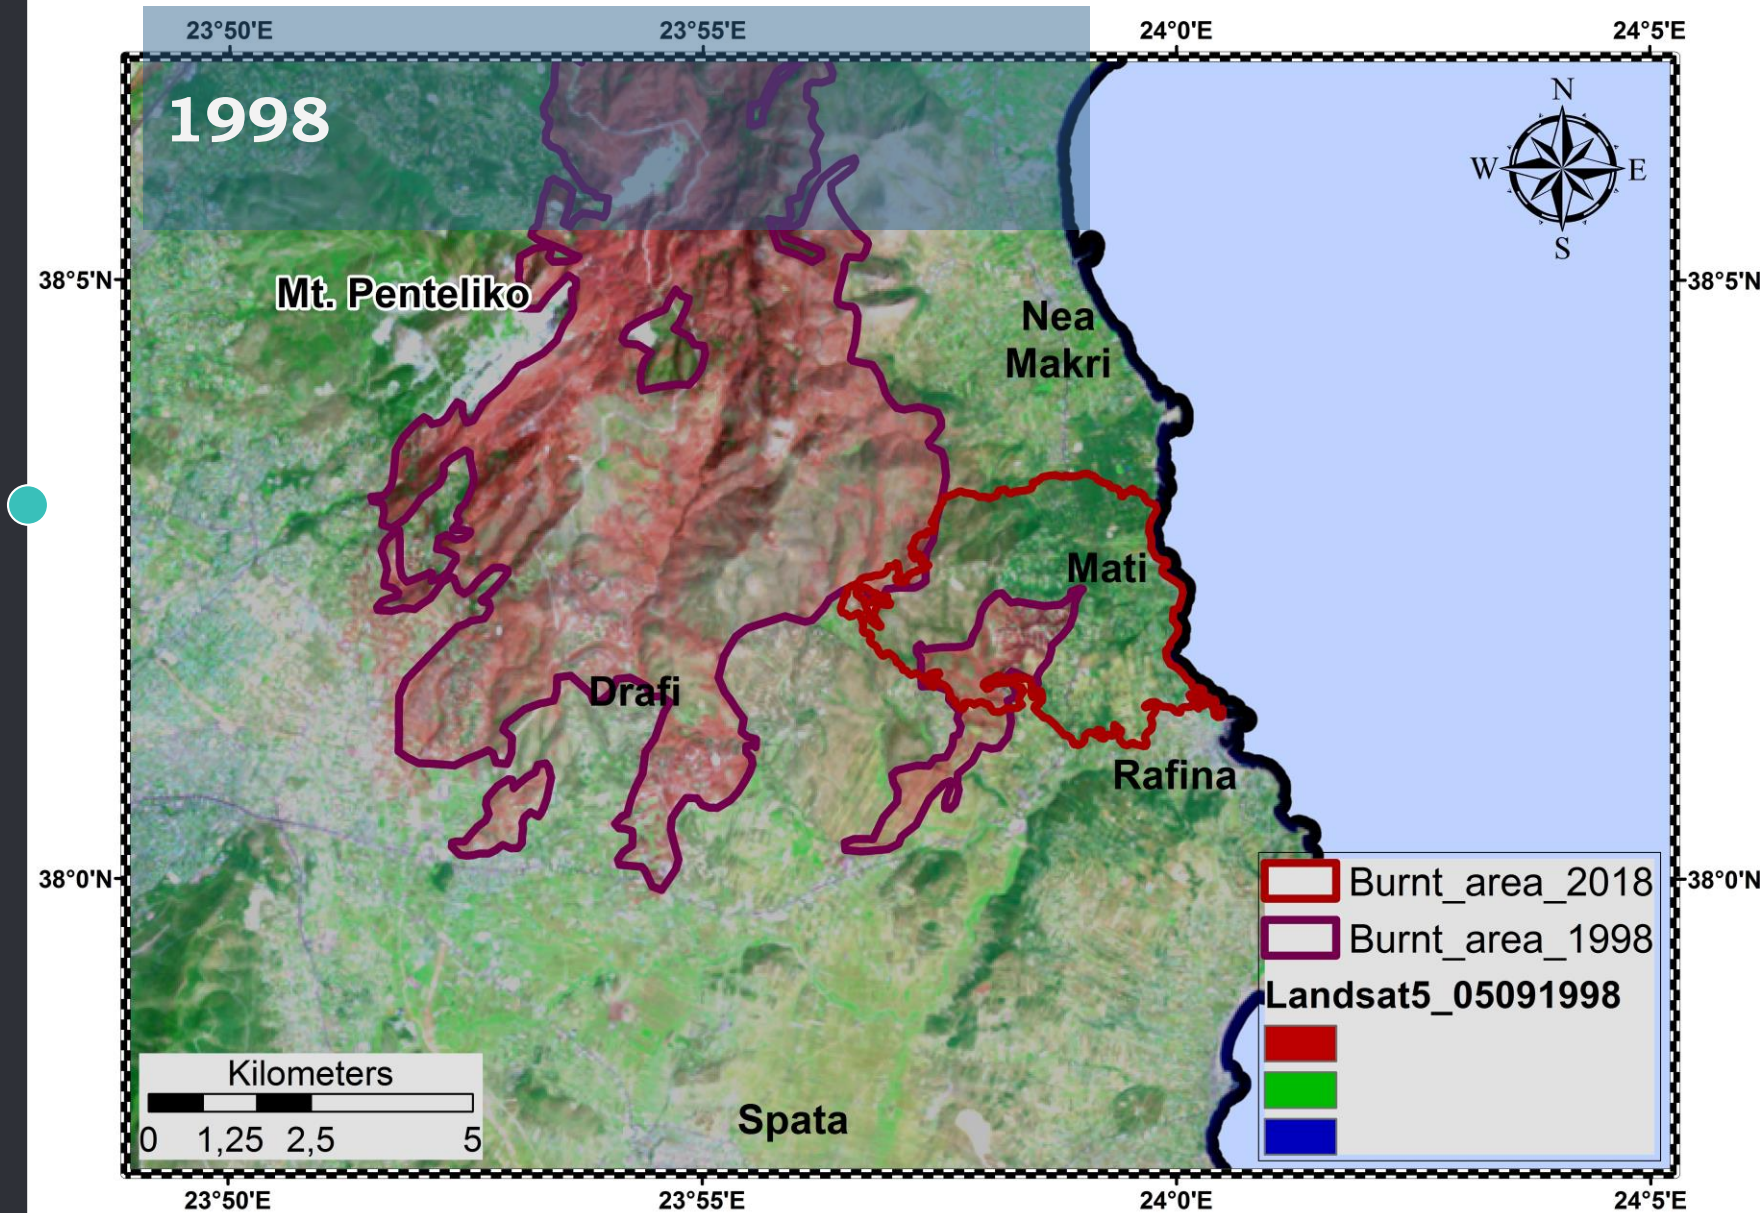 23°50'E 23°55'E 24°0'E 24°5'E
1998
N
W E
S
38°5'N 38°5'N
Mt. Penteliko
Nea
Makri
Mati
Drafi
Rafina
38°0'N 38°0'N
Burnt_area_2018
Burnt_area_1998
Landsat5_05091998
Kilometers
0 1,25 2,5 5
Spata
23°50'E 23°55'E 24°0'E 24°5'E